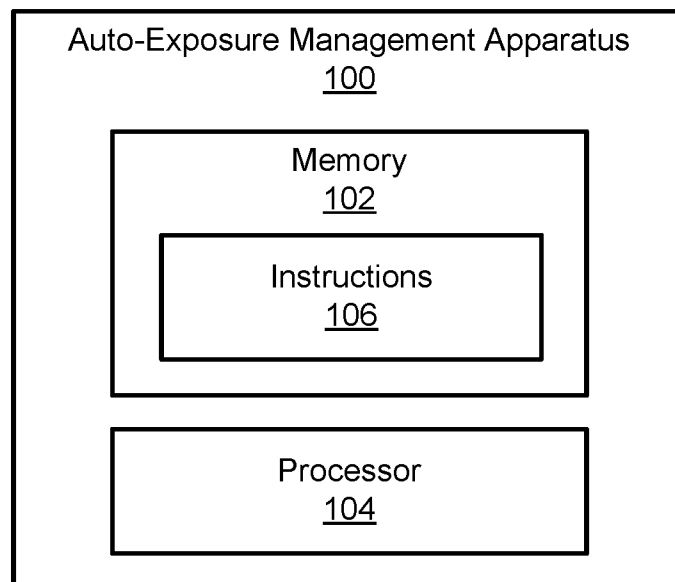 Auto-Exposure Management Apparatus
100
Memory
102
Instructions
106
Processor
104